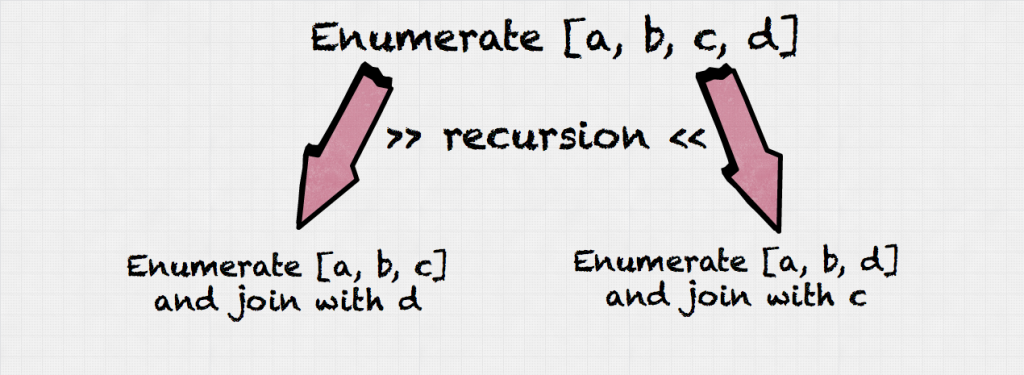 Enumerate [a, b, c, d]
>> recursion <<
Enumerate [a, b, c]
and join with d
Enumerate [a, b, d]
and join with c